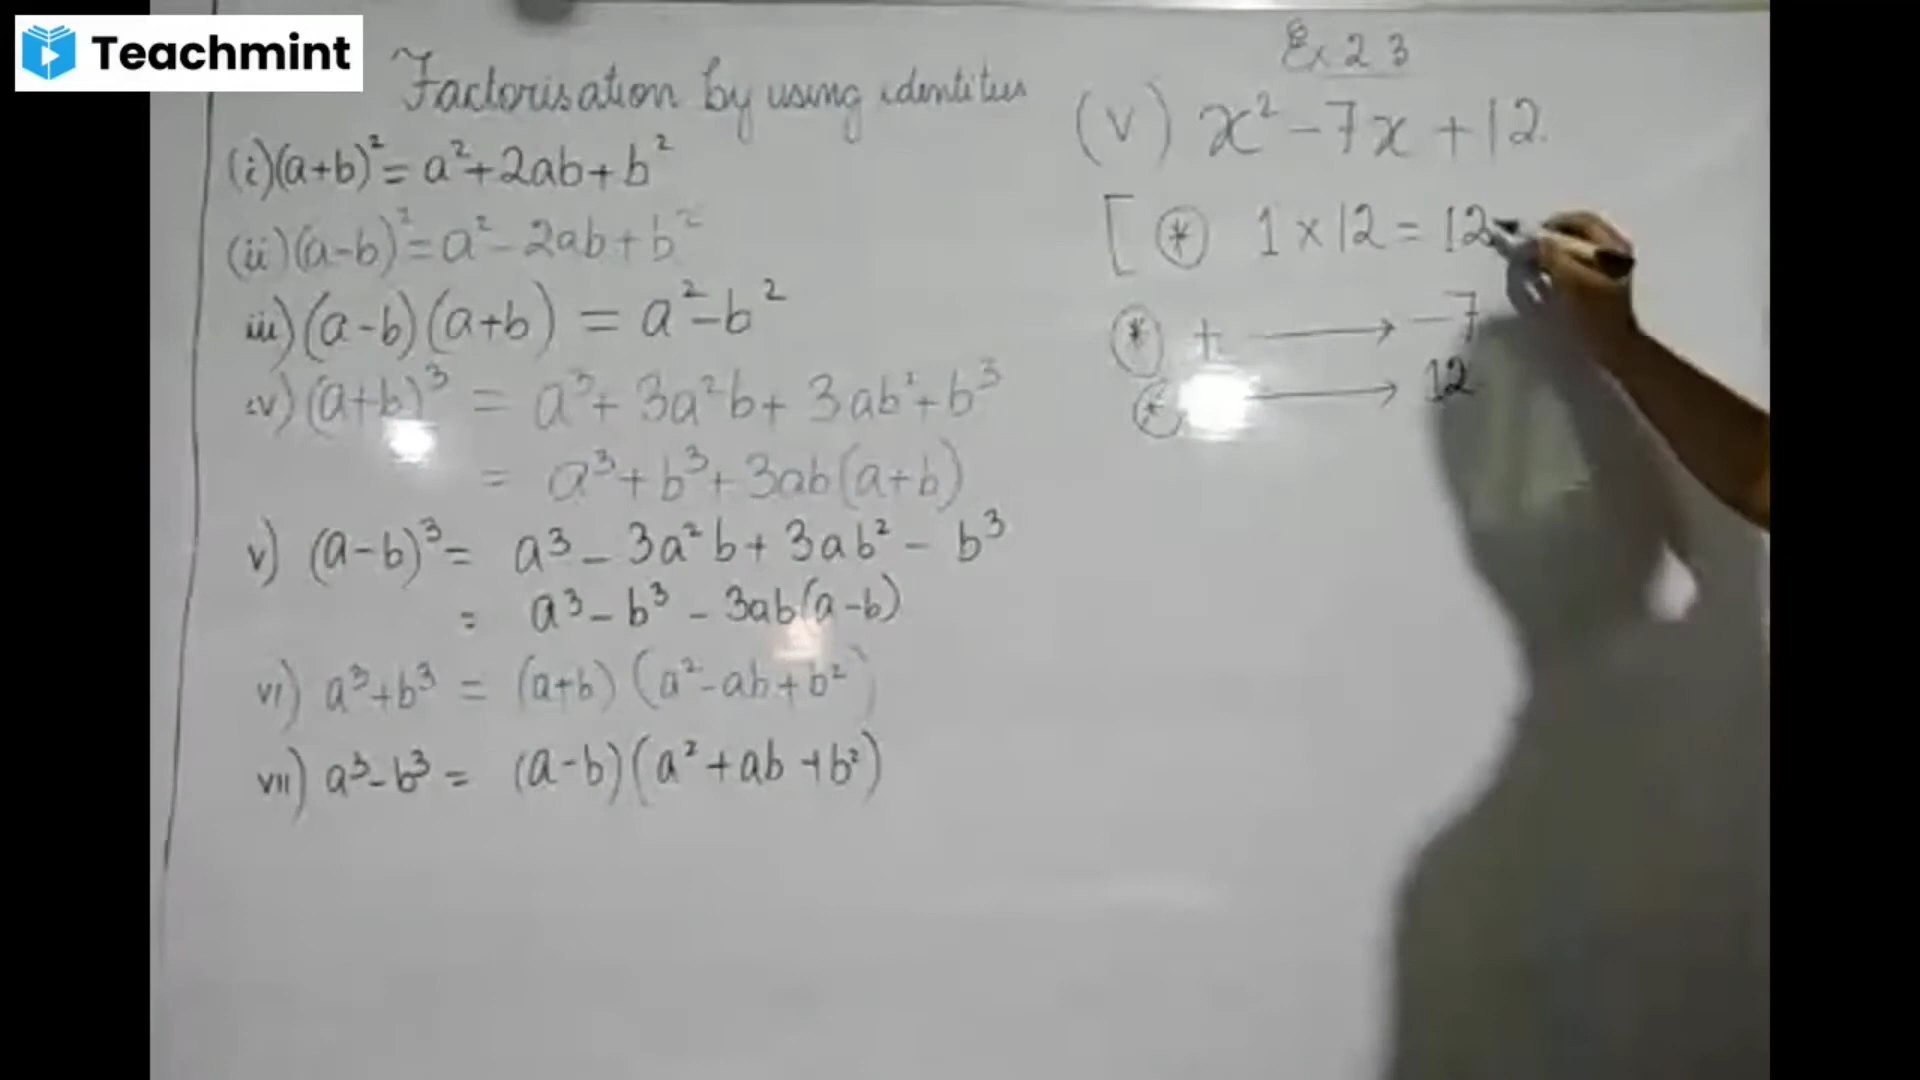 Teachmint
Factorisation by using identities
(i) (a+b)² = a² + 2ab + b²
(ii) (a-b)² = a² - 2ab + b²
iii) (a-b)(a+b) = a² - b²
iv) (a+b)³ = a³ + 3a²b + 3ab² + b³
= a³ + b³ + 3ab(a+b)
v) (a-b)³ = a³ - 3a²b + 3ab² - b³
= a³ - b³ - 3ab(a-b)
vi) a³+b³ = (a+b) (a²-ab+b²)
vii) a³-b³ = (a-b) (a²+ab+b²)
Ex 2 3
(v) x² - 7x + 12.
[ * 1 × 12 = 12
* + → -7
* → 12